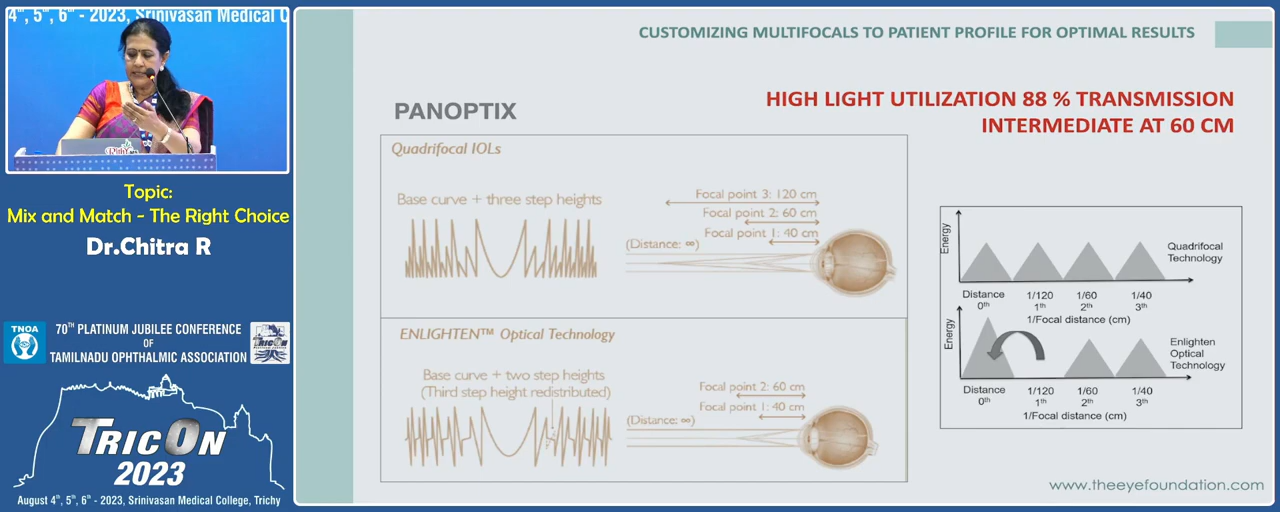 4th, 5th, 6th - 2023, Srinivasan Medical C
Topic:
Mix and Match - The Right Choice
Dr.Chitra R
TNOA
70TH PLATINUM JUBILEE CONFERENCE
OF
TAMILNADU OPHTHALMIC ASSOCIATION
TRICON
2023
August 4th, 5th, 6th - 2023, Srinivasan Medical College, Trichy
CUSTOMIZING MULTIFOCALS TO PATIENT PROFILE FOR OPTIMAL RESULTS
HIGH LIGHT UTILIZATION 88 % TRANSMISSION
INTERMEDIATE AT 60 CM
PANOPTIX
Quadrifocal IOLs
Base curve + three step heights
Focal point 3: 120 cm
Focal point 2: 60 cm
Focal point 1: 40 cm
(Distance: ∞)
ENLIGHTEN™ Optical Technology
Base curve + two step heights
(Third step height redistributed)
Focal point 2: 60 cm
Focal point 1: 40 cm
(Distance: ∞)
Energy
Quadrifocal
Technology
Distance 1/120 1/60 1/40
0th 1th 2th 3th
1/Focal distance (cm)
Energy
Enlighten
Optical
Technology
Distance 1/120 1/60 1/40
0th 1th 2th 3th
1/Focal distance (cm)
www.theeyefoundation.com